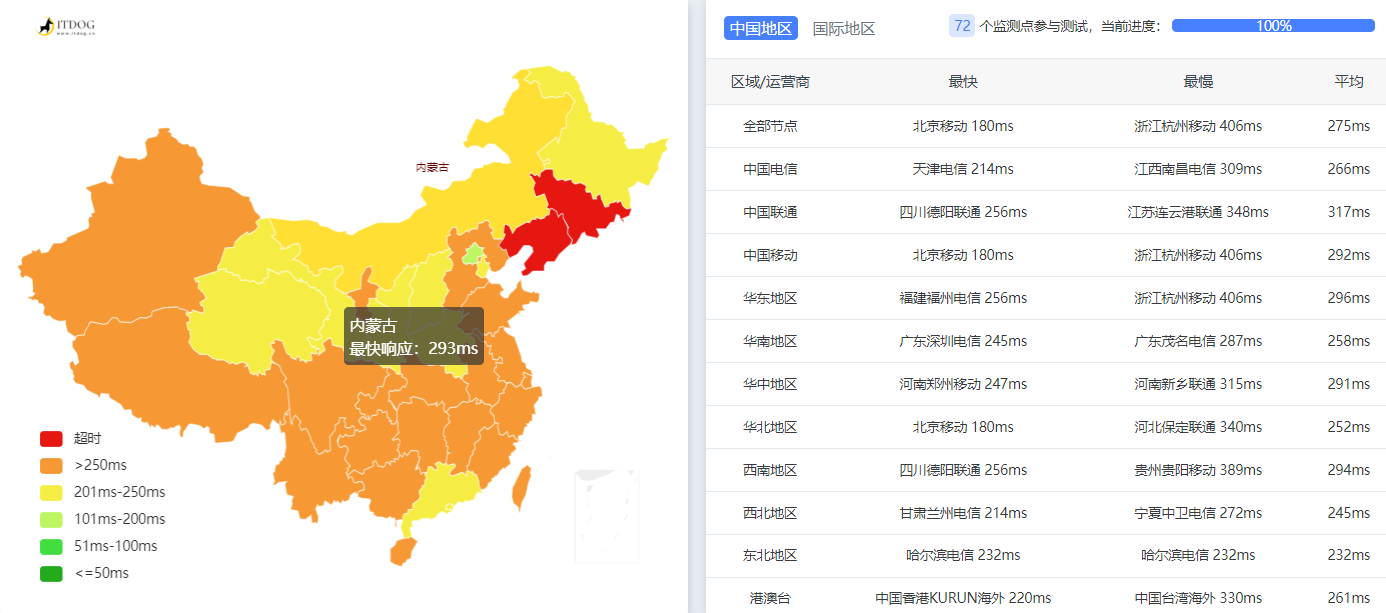 ITDOG
www.itdog.cn
内蒙古
内蒙古
最快响应：293ms
超时
>250ms
201ms-250ms
101ms-200ms
51ms-100ms
<=50ms
中国地区 国际地区 72 个监测点参与测试，当前进度： 100%
区域/运营商 最快 最慢 平均
全部节点 北京移动 180ms 浙江杭州移动 406ms 275ms
中国电信 天津电信 214ms 江西南昌电信 309ms 266ms
中国联通 四川德阳联通 256ms 江苏连云港联通 348ms 317ms
中国移动 北京移动 180ms 浙江杭州移动 406ms 292ms
华东地区 福建福州电信 256ms 浙江杭州移动 406ms 296ms
华南地区 广东深圳电信 245ms 广东茂名电信 287ms 258ms
华中地区 河南郑州移动 247ms 河南新乡联通 315ms 291ms
华北地区 北京移动 180ms 河北保定联通 340ms 252ms
西南地区 四川德阳联通 256ms 贵州贵阳移动 389ms 294ms
西北地区 甘肃兰州电信 214ms 宁夏中卫电信 272ms 245ms
东北地区 哈尔滨电信 232ms 哈尔滨电信 232ms 232ms
港澳台 中国香港KURUN海外 220ms 中国台湾海外 330ms 261ms